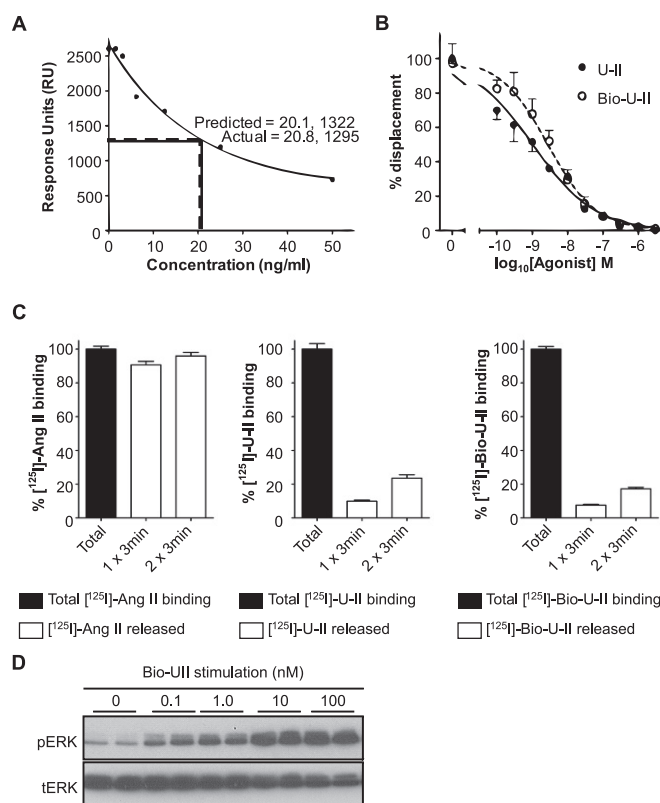 A
Response Units (RU)
2500
2000
1500
1000
500
0
Predicted = 20.1, 1322
Actual = 20.8, 1295
0 10 20 30 40 50
Concentration (ng/ml)
B
% displacement
100
80
60
40
20
0
U-II
Bio-U-II
0 -10 -9 -8 -7 -6
log10[Agonist] M
C
% [125I]-Ang II binding
100
80
60
40
20
0
Total
1 x 3min
2 x 3min
% [125I]-U-II binding
100
80
60
40
20
0
Total
1 x 3min
2 x 3min
% [125I]-Bio-U-II binding
100
80
60
40
20
0
Total
1 x 3min
2 x 3min
Total [125I]-Ang II binding
[125I]-Ang II released
Total [125I]-U-II binding
[125I]-U-II released
Total [125I]-Bio-U-II binding
[125I]-Bio-U-II released
D
Bio-UII stimulation (nM)
0 0.1 1.0 10 100
pERK
tERK